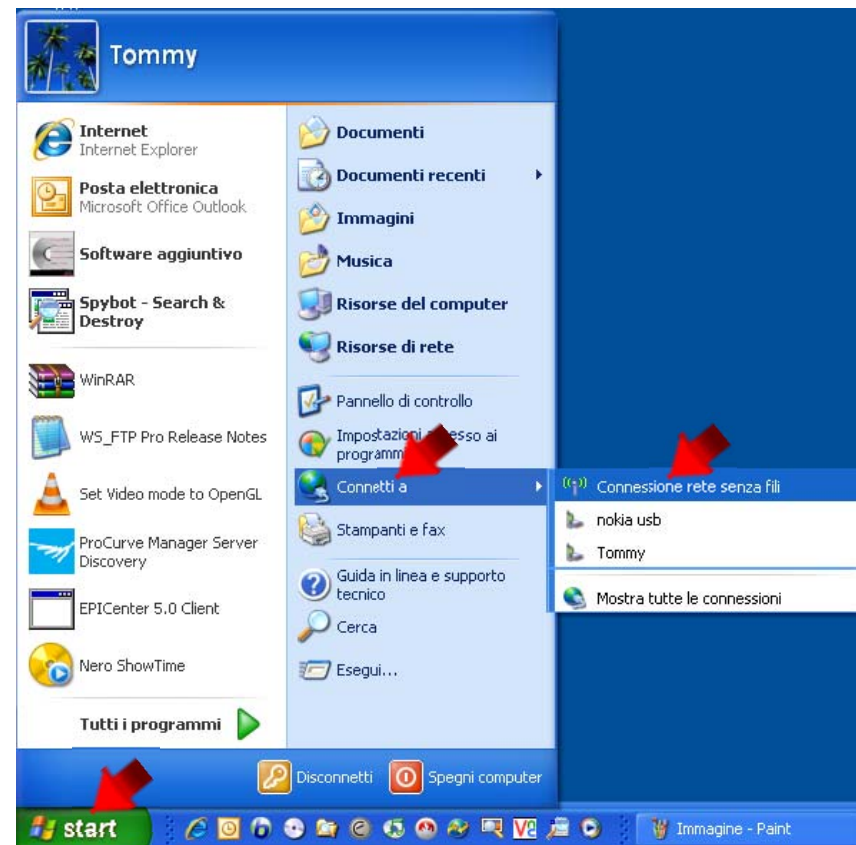 Tommy
Internet
Internet Explorer
Posta elettronica
Microsoft Office Outlook
Software aggiuntivo
Spybot - Search &
Destroy
WinRAR
WS_FTP Pro Release Notes
Set Video mode to OpenGL
ProCurve Manager Server
Discovery
EPICenter 5.0 Client
Nero ShowTime
Tutti i programmi
Documenti
Documenti recenti
Immagini
Musica
Risorse del computer
Risorse di rete
Pannello di controllo
Impostazioni accesso ai
programmi
Connetti a
Stampanti e fax
Guida in linea e supporto
tecnico
Cerca
Esegui...
Connessione rete senza fili
nokia usb
Tommy
Mostra tutte le connessioni
Disconnetti
Spegni computer
start
Immagine - Paint